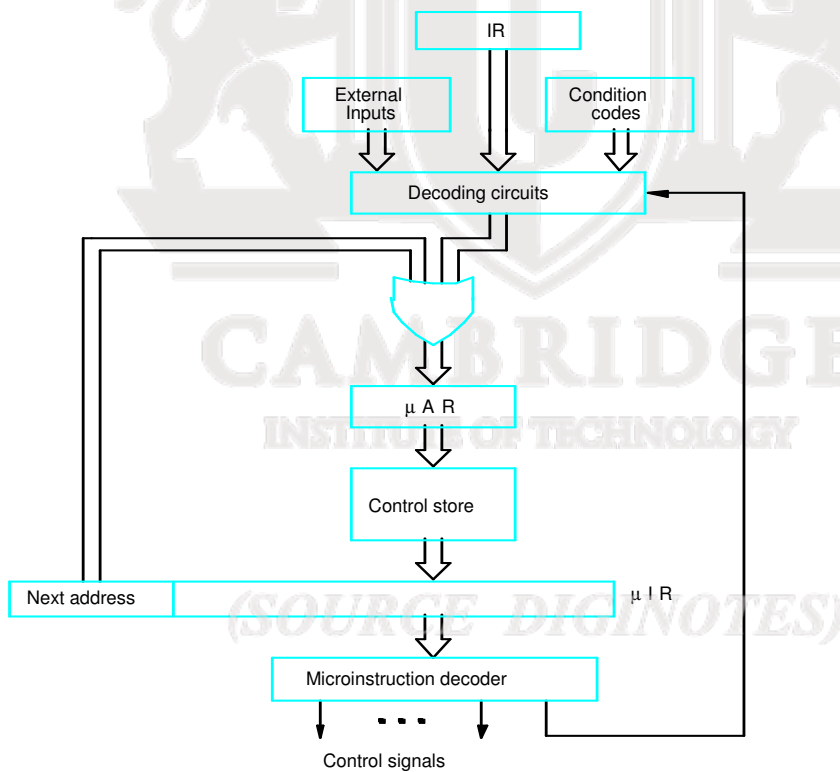 IR
External
Inputs
Condition
codes
Decoding circuits
CAMBRIDGE
μ A R
INSTITUTE OF TECHNOLOGY
Control store
Next address
μ I R
(SOURCE DIGINOTES)
Microinstruction decoder
Control signals